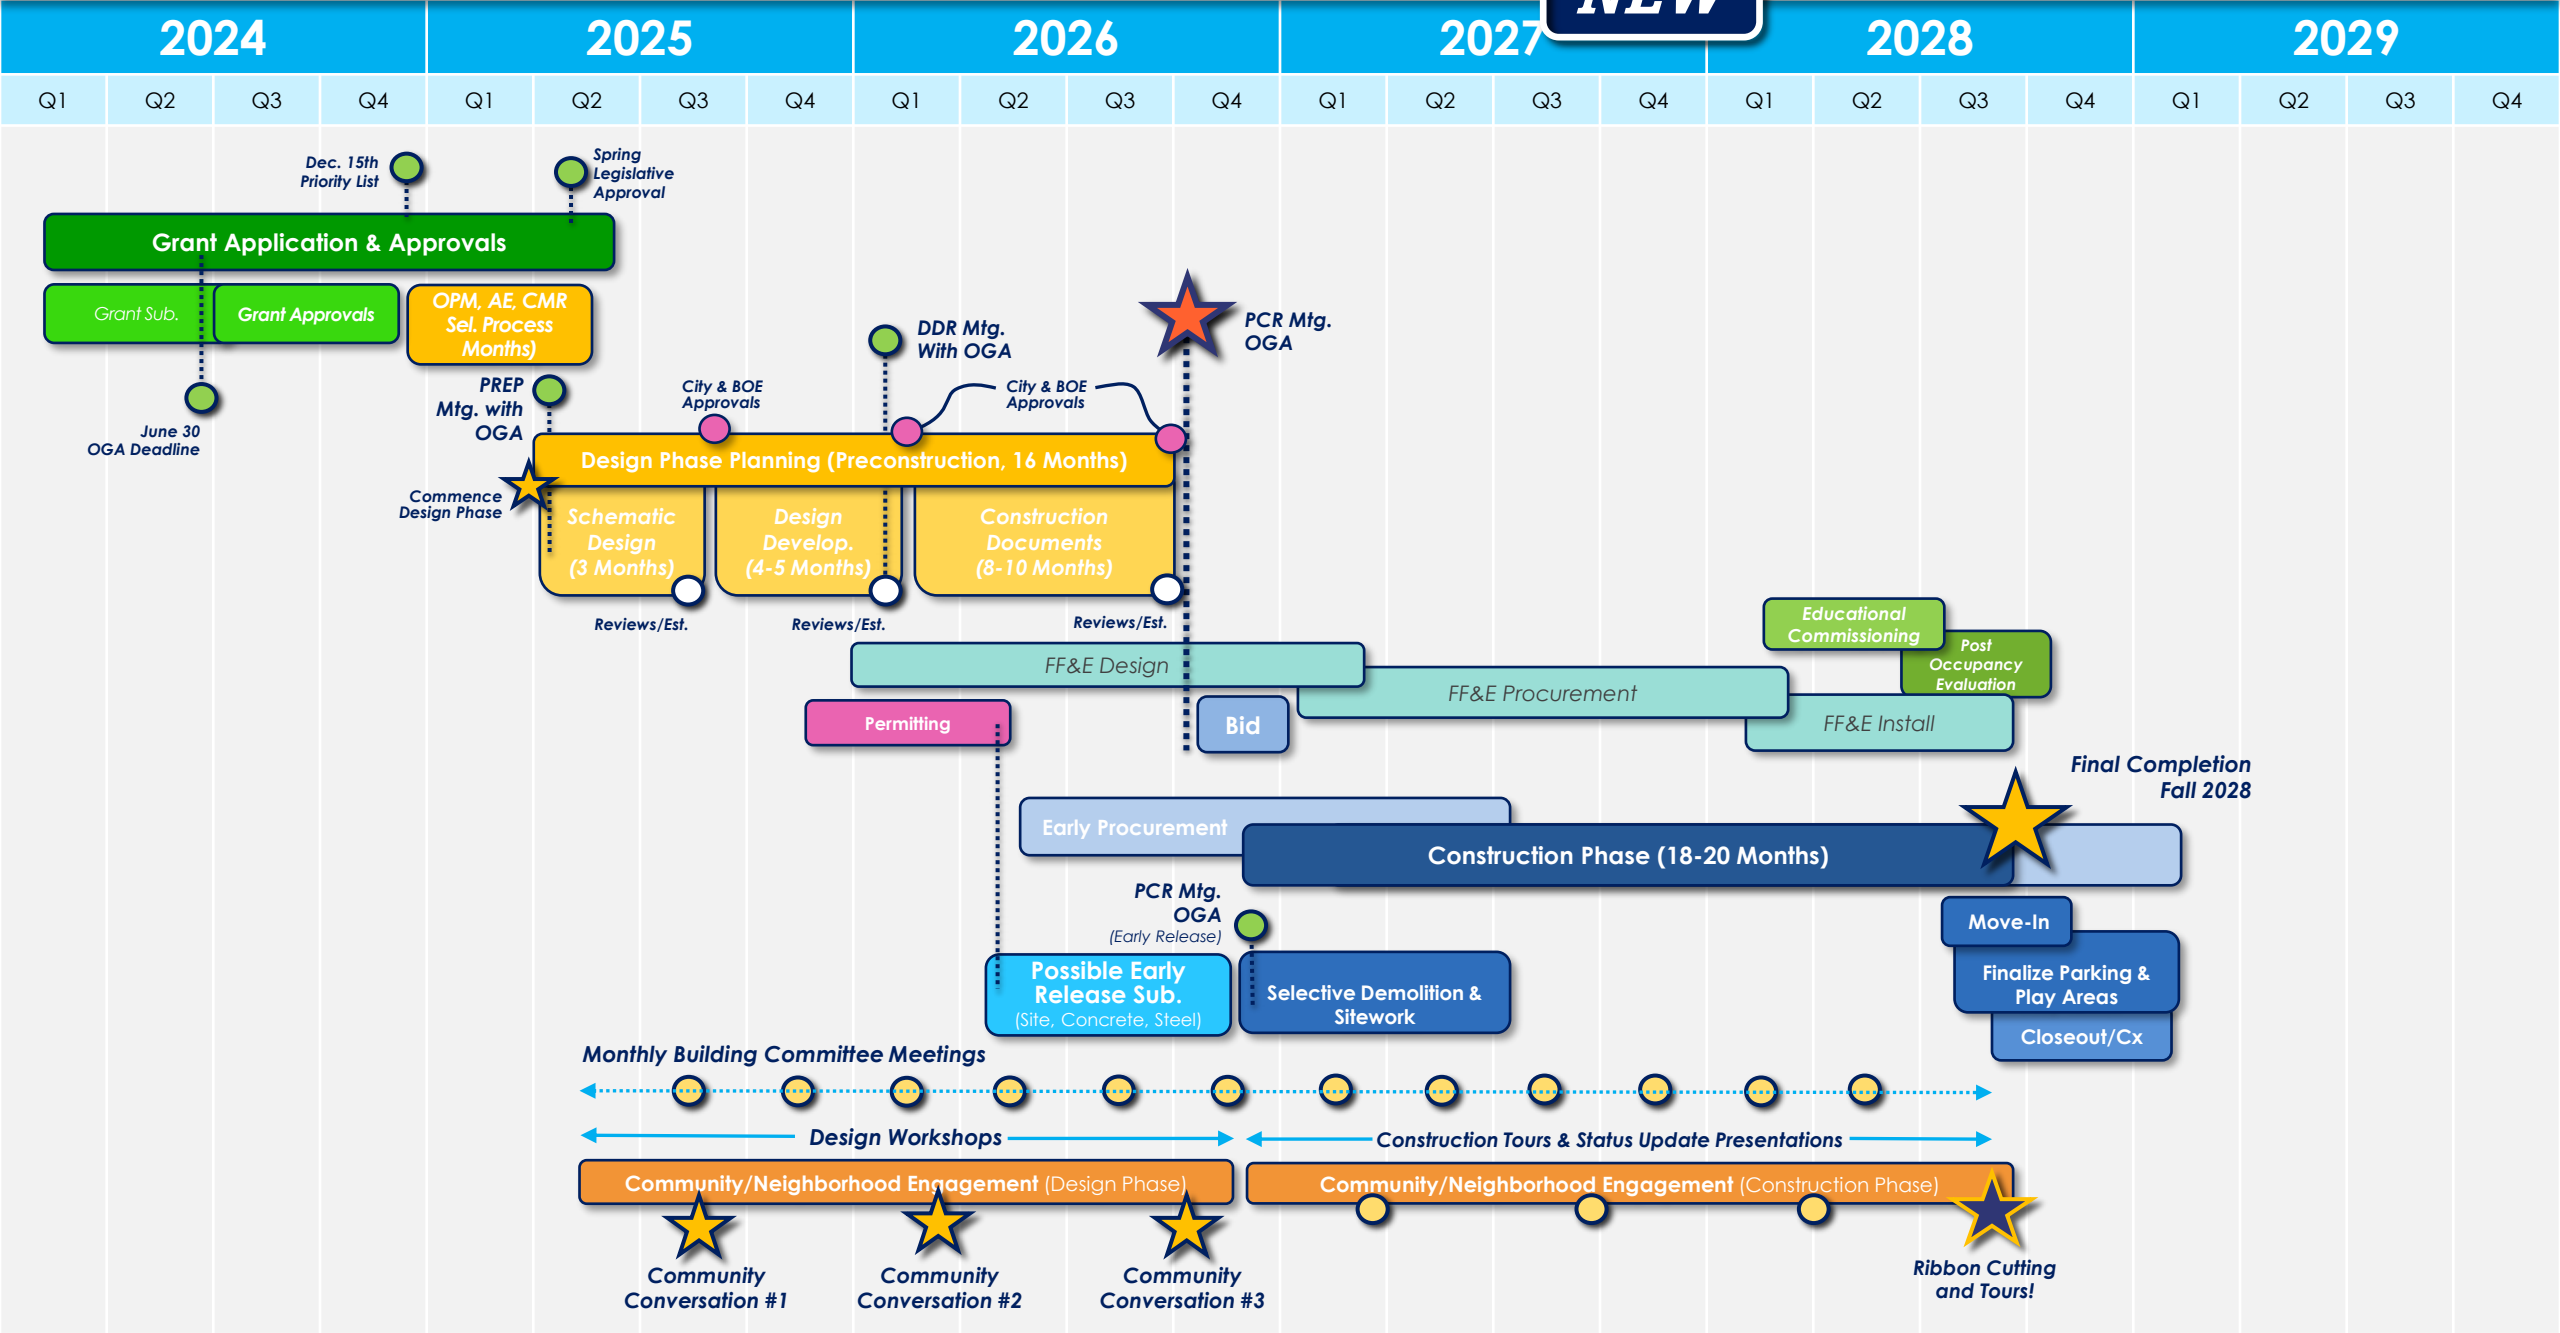 NEW
2024 2025 2026 2027 2028 2029
Q1 Q2 Q3 Q4 Q1 Q2 Q3 Q4 Q1 Q2 Q3 Q4 Q1 Q2 Q3 Q4 Q1 Q2 Q3 Q4 Q1 Q2 Q3 Q4
Dec. 15th
Priority List
Spring
Legislative
Approval
Grant Application & Approvals
Grant Sub.
Grant Approvals
OPM, AE, CMR
Sel. Process
Months)
June 30
OGA Deadline
PREP
Mtg. with
OGA
City & BOE
Approvals
DDR Mtg.
With OGA
City & BOE
Approvals
PCR Mtg.
OGA
Commence
Design Phase
Design Phase Planning (Preconstruction, 16 Months)
Schematic
Design
(3 Months)
Design
Develop.
(4-5 Months)
Construction
Documents
(8-10 Months)
Reviews/Est.
Reviews/Est.
Reviews/Est.
FF&E Design
FF&E Procurement
FF&E Install
Educational
Commissioning
Post
Occupancy
Evaluation
Permitting
Bid
Final Completion
Fall 2028
Early Procurement
Construction Phase (18-20 Months)
PCR Mtg.
OGA
(Early Release)
Possible Early
Release Sub.
(Site, Concrete, Steel)
Selective Demolition &
Sitework
Move-In
Finalize Parking &
Play Areas
Closeout/Cx
Monthly Building Committee Meetings
Design Workshops
Construction Tours & Status Update Presentations
Community/Neighborhood Engagement (Design Phase)
Community/Neighborhood Engagement (Construction Phase)
Community
Conversation #1
Community
Conversation #2
Community
Conversation #3
Ribbon Cutting
and Tours!